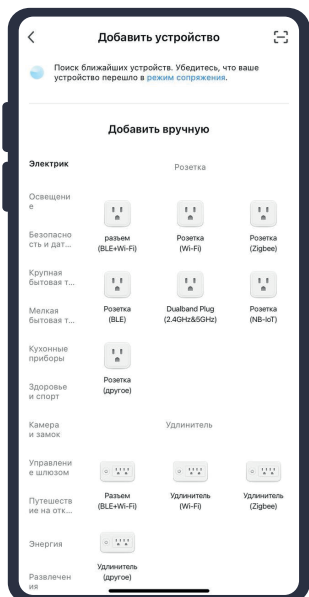 Добавить устройство
Поиск ближайших устройств. Убедитесь, что ваше
устройство перешло в режим сопряжения.
Добавить вручную
Электрик
Освещени
е
Безопасно
сть и дат...
Крупная
бытовая т...
Мелкая
бытовая т...
Кухонные
приборы
Здоровье
и спорт
Камера
и замок
Управлени
е шлюзом
Путешеств
ие на отк...
Энергия
Развлечен
ия
Розетка
разъем
(BLE+Wi-Fi)
Розетка
(Wi-Fi)
Розетка
(Zigbee)
Розетка
(BLE)
Dualband Plug
(2.4GHz&5GHz)
Розетка
(NB-IoT)
Розетка
(другое)
Удлинитель
Разъем
(BLE+Wi-Fi)
Удлинитель
(Wi-Fi)
Удлинитель
(Zigbee)
Удлинитель
(другое)